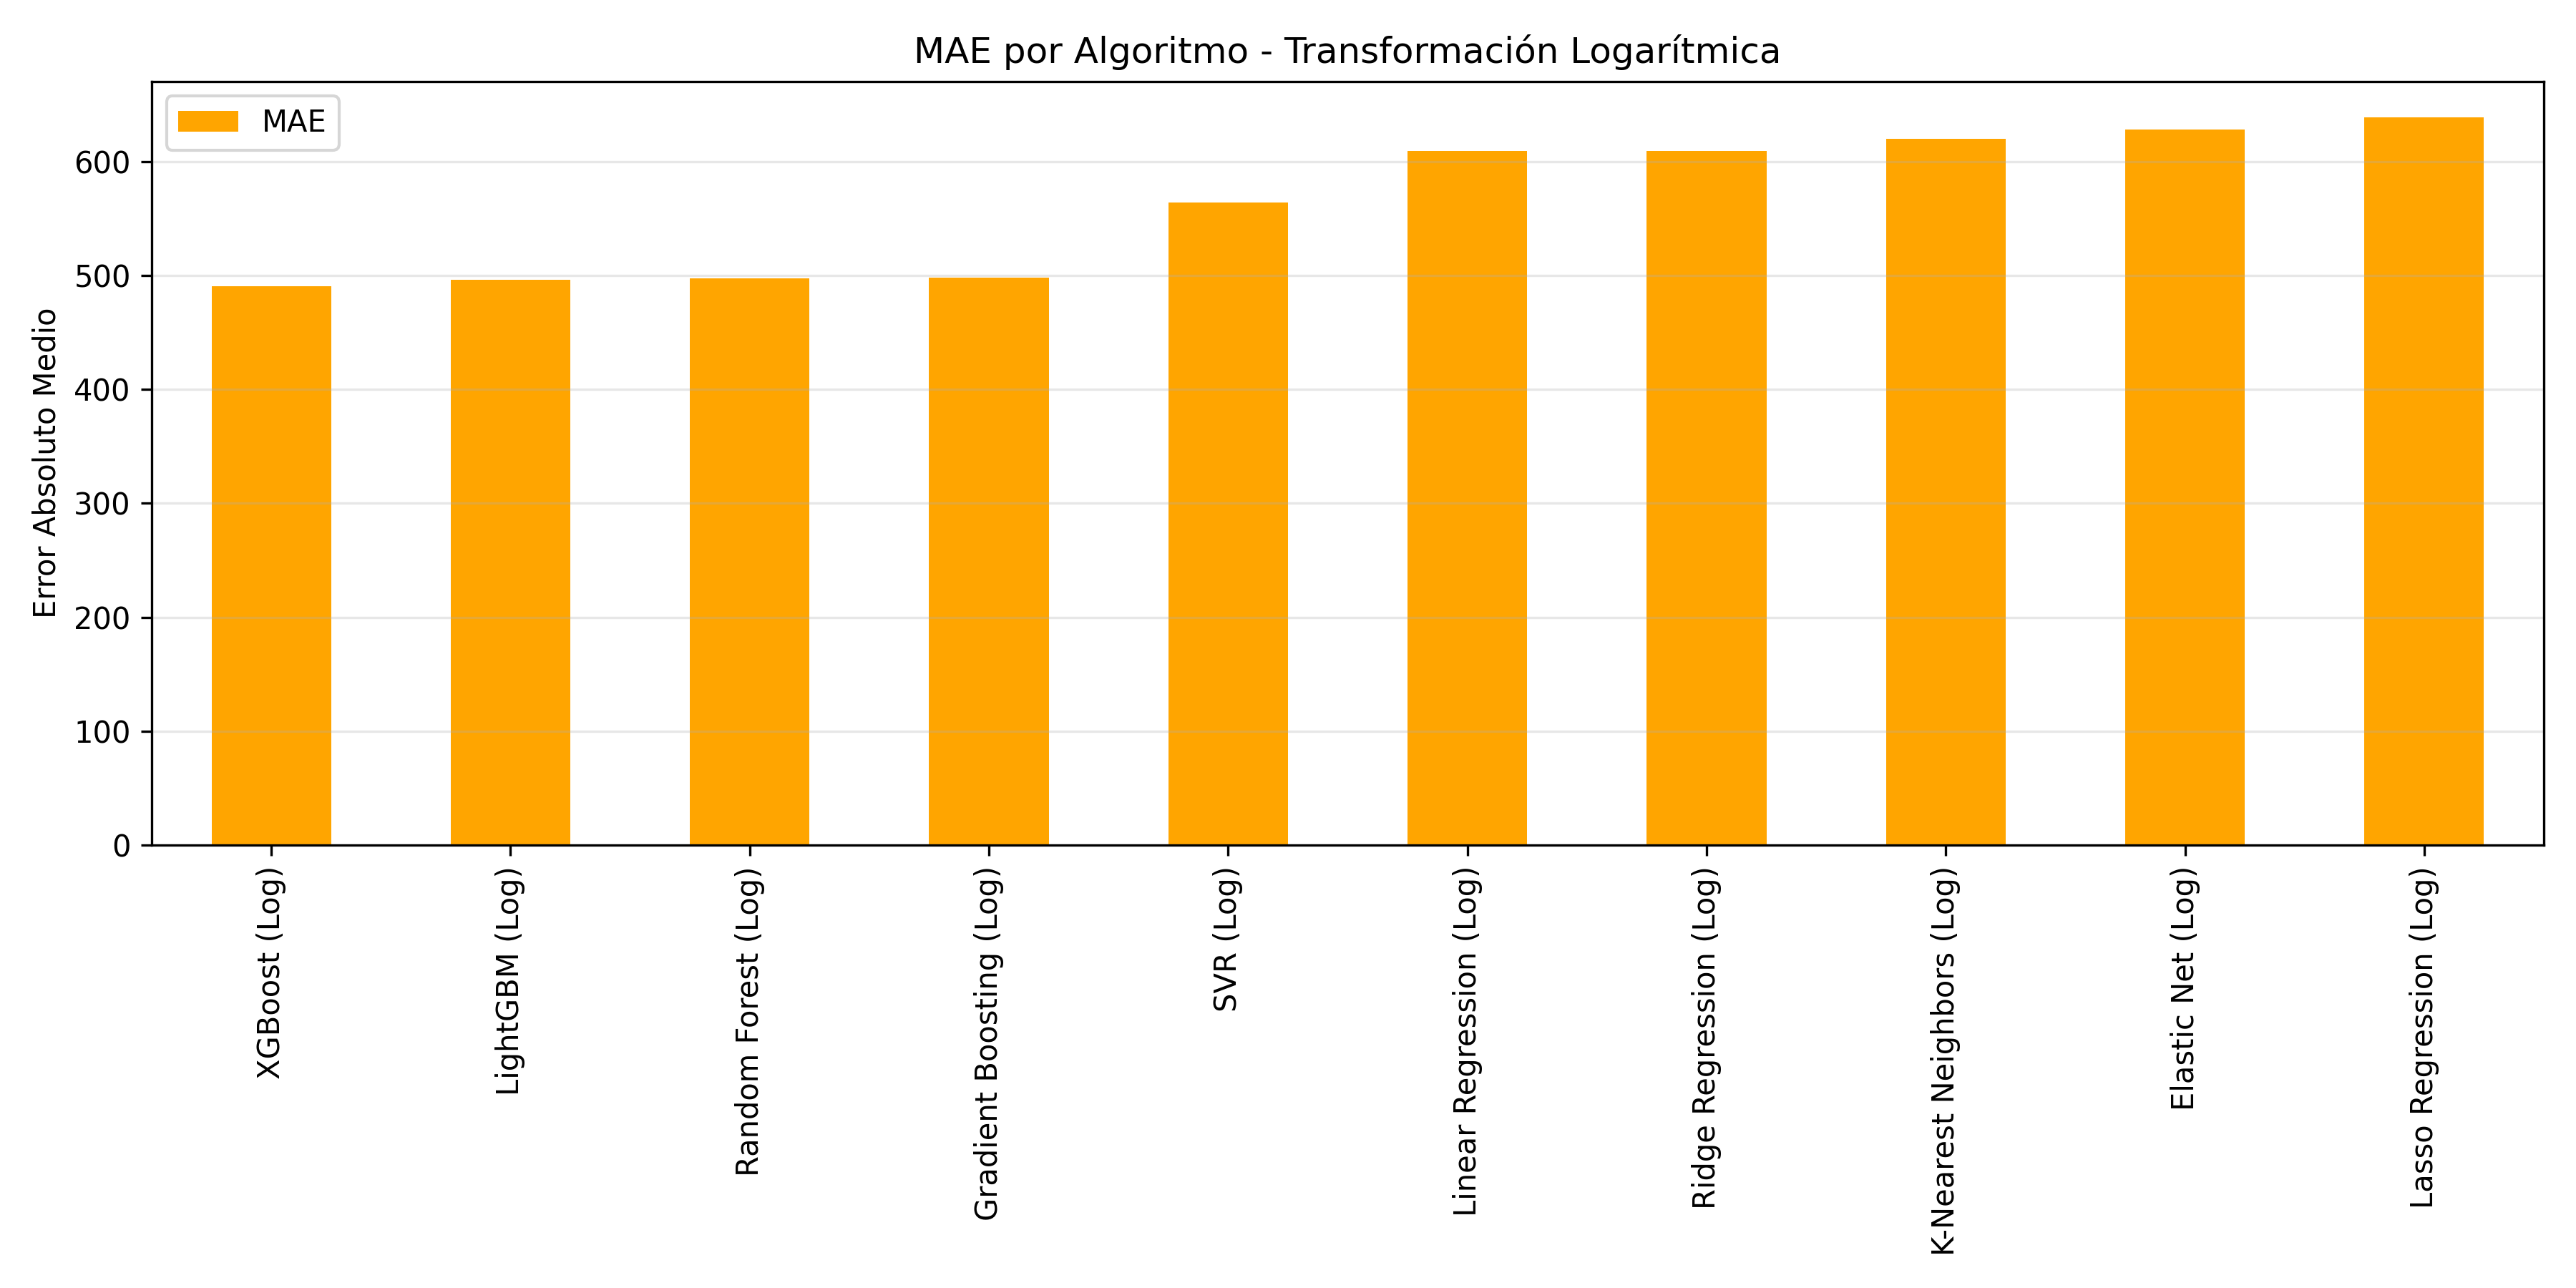 MAE por Algoritmo - Transformación Logarítmica
MAE
Error Absoluto Medio
600
500
400
300
200
100
0
XGBoost (Log)
LightGBM (Log)
Random Forest (Log)
Gradient Boosting (Log)
SVR (Log)
Linear Regression (Log)
Ridge Regression (Log)
K-Nearest Neighbors (Log)
Elastic Net (Log)
Lasso Regression (Log)